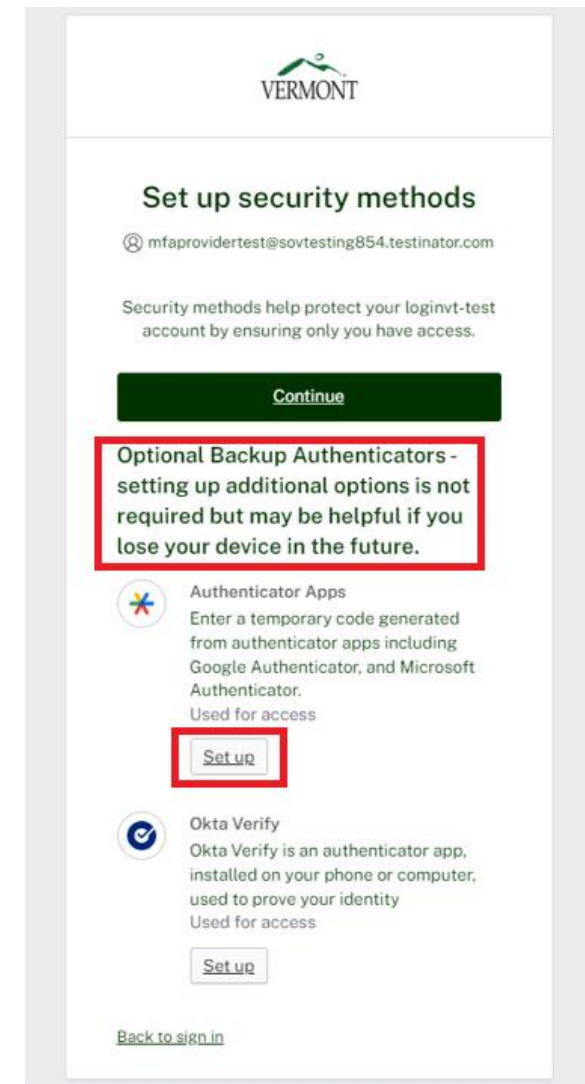 VERMONT
Set up security methods
mfaprovidertest@sovtesting854.testinator.com
Security methods help protect your loginvt-test
account by ensuring only you have access.
Continue
Optional Backup Authenticators -
setting up additional options is not
required but may be helpful if you
lose your device in the future.
Authenticator Apps
Enter a temporary code generated
from authenticator apps including
Google Authenticator, and Microsoft
Authenticator.
Used for access
Set up
Okta Verify
Okta Verify is an authenticator app,
installed on your phone or computer,
used to prove your identity
Used for access
Set up
Back to sign in